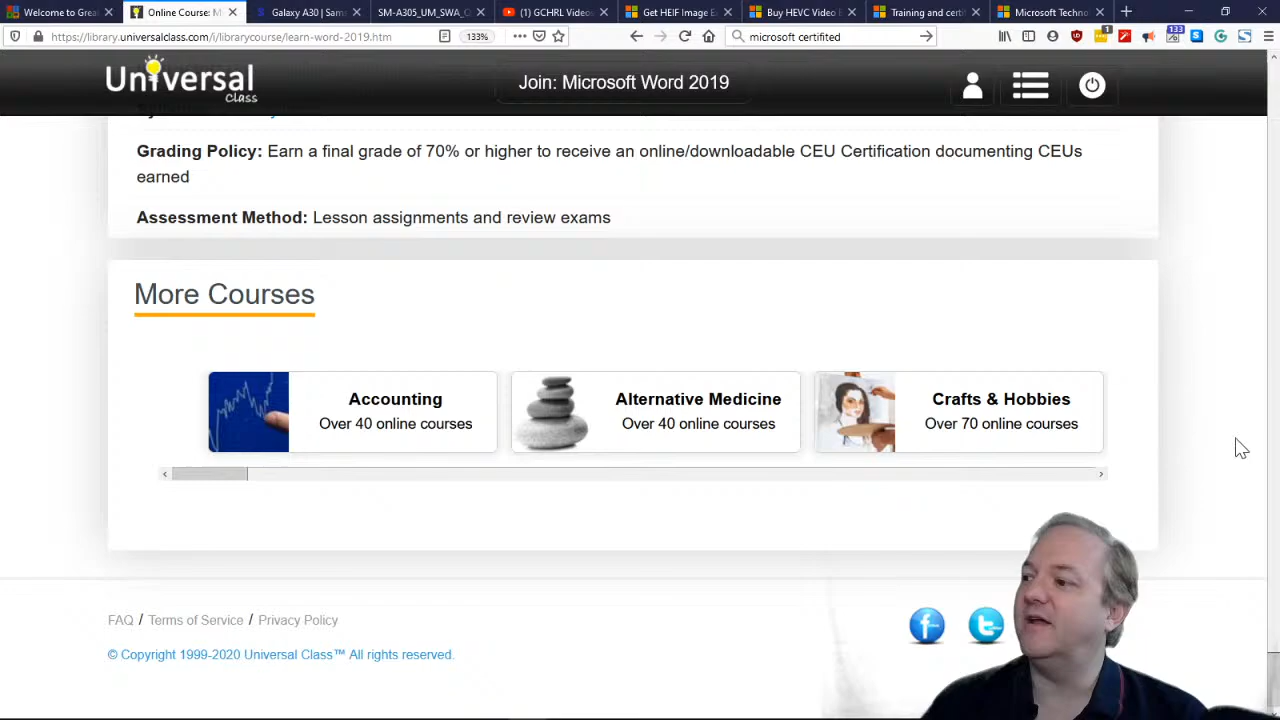 Welcome to Grea
Online Course: M
Galaxy A30 | Sam
SM-A305_UM_SWA_
(1) GCHRL Video
Get HEIF Image
Buy HEVC Vide
Training and cert
Microsoft Techno
https://library.universalclass.com/i/librarycourse/learn-word-2019.htm
133%
microsoft certifited
1
133
Universal
Class
Join: Microsoft Word 2019
Grading Policy: Earn a final grade of 70% or higher to receive an online/downloadable CEU Certification documenting CEUs
earned
Assessment Method: Lesson assignments and review exams
More Courses
Accounting
Over 40 online courses
Alternative Medicine
Over 40 online courses
Crafts & Hobbies
Over 70 online courses
FAQ / Terms of Service / Privacy Policy
© Copyright 1999-2020 Universal Class™ All rights reserved.